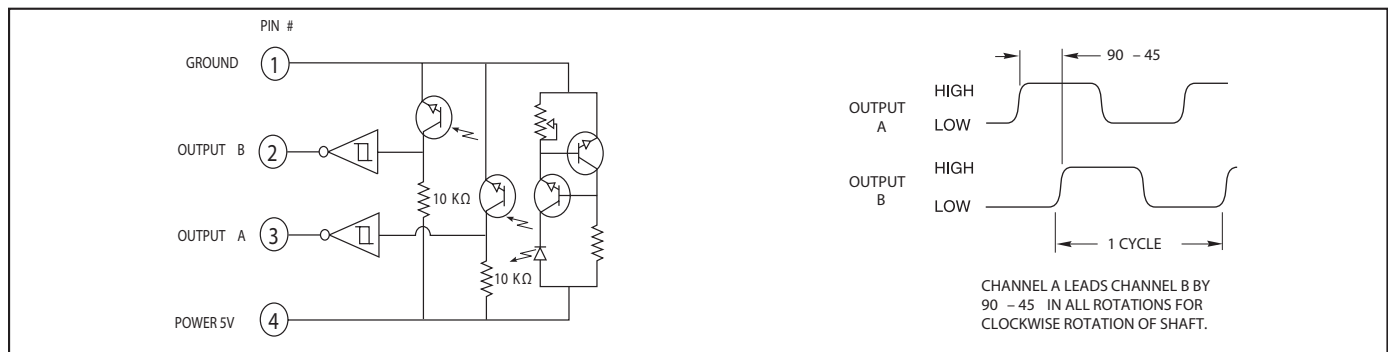 PIN #
GROUND 1
OUTPUT B 2
10 KΩ
OUTPUT A 3
10 KΩ
POWER 5V 4
90 – 45
OUTPUT
A
HIGH
LOW
OUTPUT
B
HIGH
LOW
1 CYCLE
CHANNEL A LEADS CHANNEL B BY
90 – 45 IN ALL ROTATIONS FOR
CLOCKWISE ROTATION OF SHAFT.